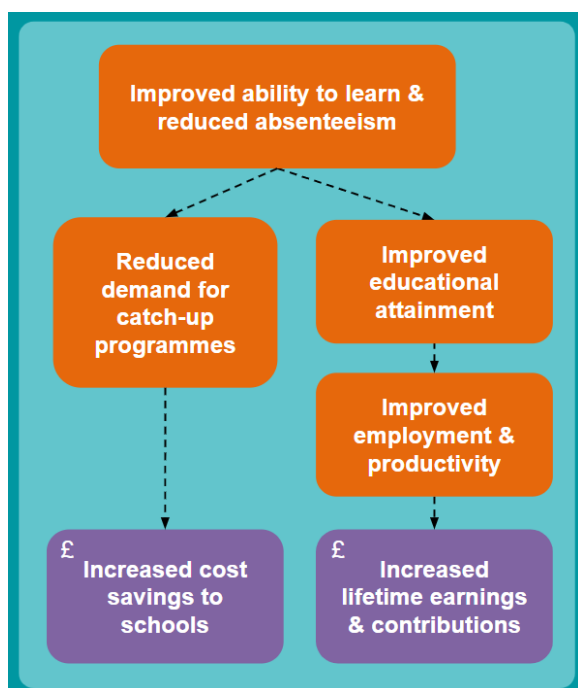 Improved ability to learn &
reduced absenteeism
Reduced
demand for
catch-up
programmes
Improved
educational
attainment
Improved
employment &
productivity
£
Increased cost
savings to
schools
£
Increased
lifetime earnings
& contributions